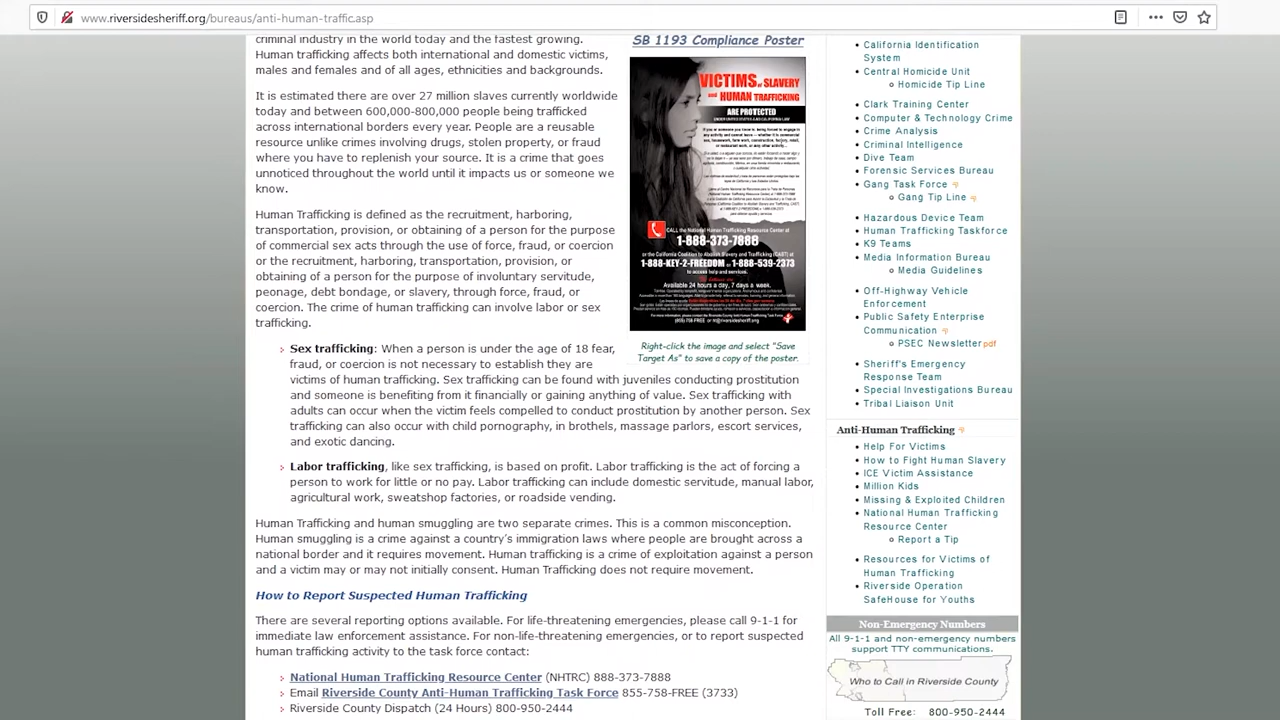 www.riversidesheriff.org/bureaus/anti-human-traffic.asp
criminal industry in the world today and the fastest growing.
Human trafficking affects both international and domestic victims,
males and females and of all ages, ethnicities and backgrounds.
It is estimated there are over 27 million slaves currently worldwide
today and between 600,000-800,000 people being trafficked
across international borders every year. People are a reusable
resource versus crimes involving drugs, stolen property, or fraud
where you have to replenish your source. It is a crime that goes
unnoticed around the world until it impacts us or someone we
know.
Human trafficking is defined as the recruitment, harboring,
transportation, provision, or obtaining of a person for the purpose
of commercial sex acts through the use of force, fraud, or coercion
or the recruitment, harboring, transportation, provision, or
obtaining of a person for the purpose of involuntary servitude,
peonage, debt bondage, or slavery through force, fraud, or
coercion. Types of human trafficking can involve labor or sex
trafficking.
Sex trafficking: When a person is under the age of 18 fear,
fraud, or coercion is not necessary to establish they are
victims of human trafficking. Sex trafficking can be found with juveniles conducting prostitution
and someone is benefiting from it financially or gaining anything of value. Sex trafficking with
adults can occur when the victim feels compelled to conduct prostitution by another person. Sex
trafficking can also occur with child pornography, in brothels, massage parlors, escort services,
and exotic dancing.
Labor trafficking, like sex trafficking, is based on profit. Labor trafficking is the act of forcing a
person to work for little or no pay. Labor trafficking can include domestic servitude, manual labor,
agricultural work, sweatshop factories, or roadside vending.
Human Trafficking and human smuggling are two separate crimes. This is a common misconception.
Human smuggling is a crime against a country's immigration laws where people are brought across a
national border and it requires movement. Human trafficking is a crime of exploitation against a person
and a victim may or may not initially consent. Human Trafficking does not require movement.
How to Report Suspected Human Trafficking
There are several reporting options available. For life-threatening emergencies, please call 9-1-1 for
immediate law enforcement assistance. For non-life-threatening emergencies, or to report suspected
human trafficking activity to the task force contact:
National Human Trafficking Resource Center (NHTRC) 888-373-7888
Email Riverside County Anti-Human Trafficking Task Force 855-758-FREE (3733)
Riverside County Dispatch (24 Hours) 800-950-2444
SB 1193 Compliance Poster
VICTIMS of SLAVERY
and HUMAN TRAFFICKING
ARE PROTECTED
UNDER UNITED STATES AND CALIFORNIA LAW
CALL the National Human Trafficking Resource Center at
1-888-373-7888
or the California Coalition to Abolish Slavery and Trafficking (CAST) at
1-888-KEY-2-FREEDOM or 1-888-539-2373
to access help and services.
Available 24 hours a day, 7 days a week.
Right-click the image and select "Save
Target As" to save a copy of the poster.
California Identification
System
Central Homicide Unit
Homicide Tip Line
Clark Training Center
Computer & Technology Crime
Crime Analysis
Criminal Intelligence
Dive Team
Forensic Services Bureau
Gang Task Force
Gang Tip Line
Hazardous Device Team
Human Trafficking Taskforce
K9 Teams
Media Information Bureau
Media Guidelines
Off-Highway Vehicle
Enforcement
Public Safety Enterprise
Communication
PSEC Newsletter pdf
Sheriff's Emergency
Response Team
Special Investigations Bureau
Tribal Liaison Unit
Anti-Human Trafficking
Help For Victims
How to Fight Human Slavery
ICE Victim Assistance
Million Kids
Missing & Exploited Children
National Human Trafficking
Resource Center
Report a Tip
Resources for Victims of
Human Trafficking
Riverside Operation
SafeHouse for Youths
Non-Emergency Numbers
All 9-1-1 and non-emergency numbers
support TTY communications.
Who to Call in Riverside County
Toll Free: 800-950-2444